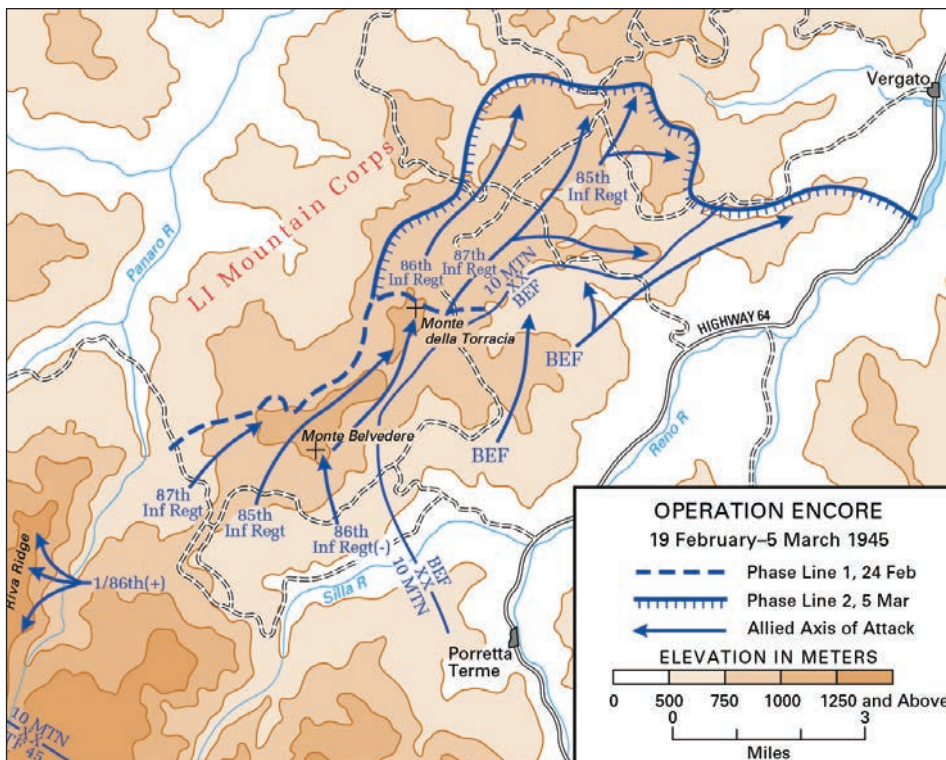 Vergato
LI Mountain Corps
Panaro R
85th
Inf Regt
86th
Inf Regt
87th
Inf Regt
10 MTN
XX
BEF
Monte
della Torracia
HIGHWAY 64
BEF
Reno R
Monte Belvedere
BEF
87th
Inf Regt
85th
Inf Regt
86th
Inf Regt(-)
Riva Ridge
1/86th(+)
Silla R
BEF
XX
10 MTN
Porretta
Terme
10 MTN
XX
TF 45
OPERATION ENCORE
19 February–5 March 1945
Phase Line 1, 24 Feb
Phase Line 2, 5 Mar
Allied Axis of Attack
ELEVATION IN METERS
0 500 750 1000 1250 and Above
0 3
Miles